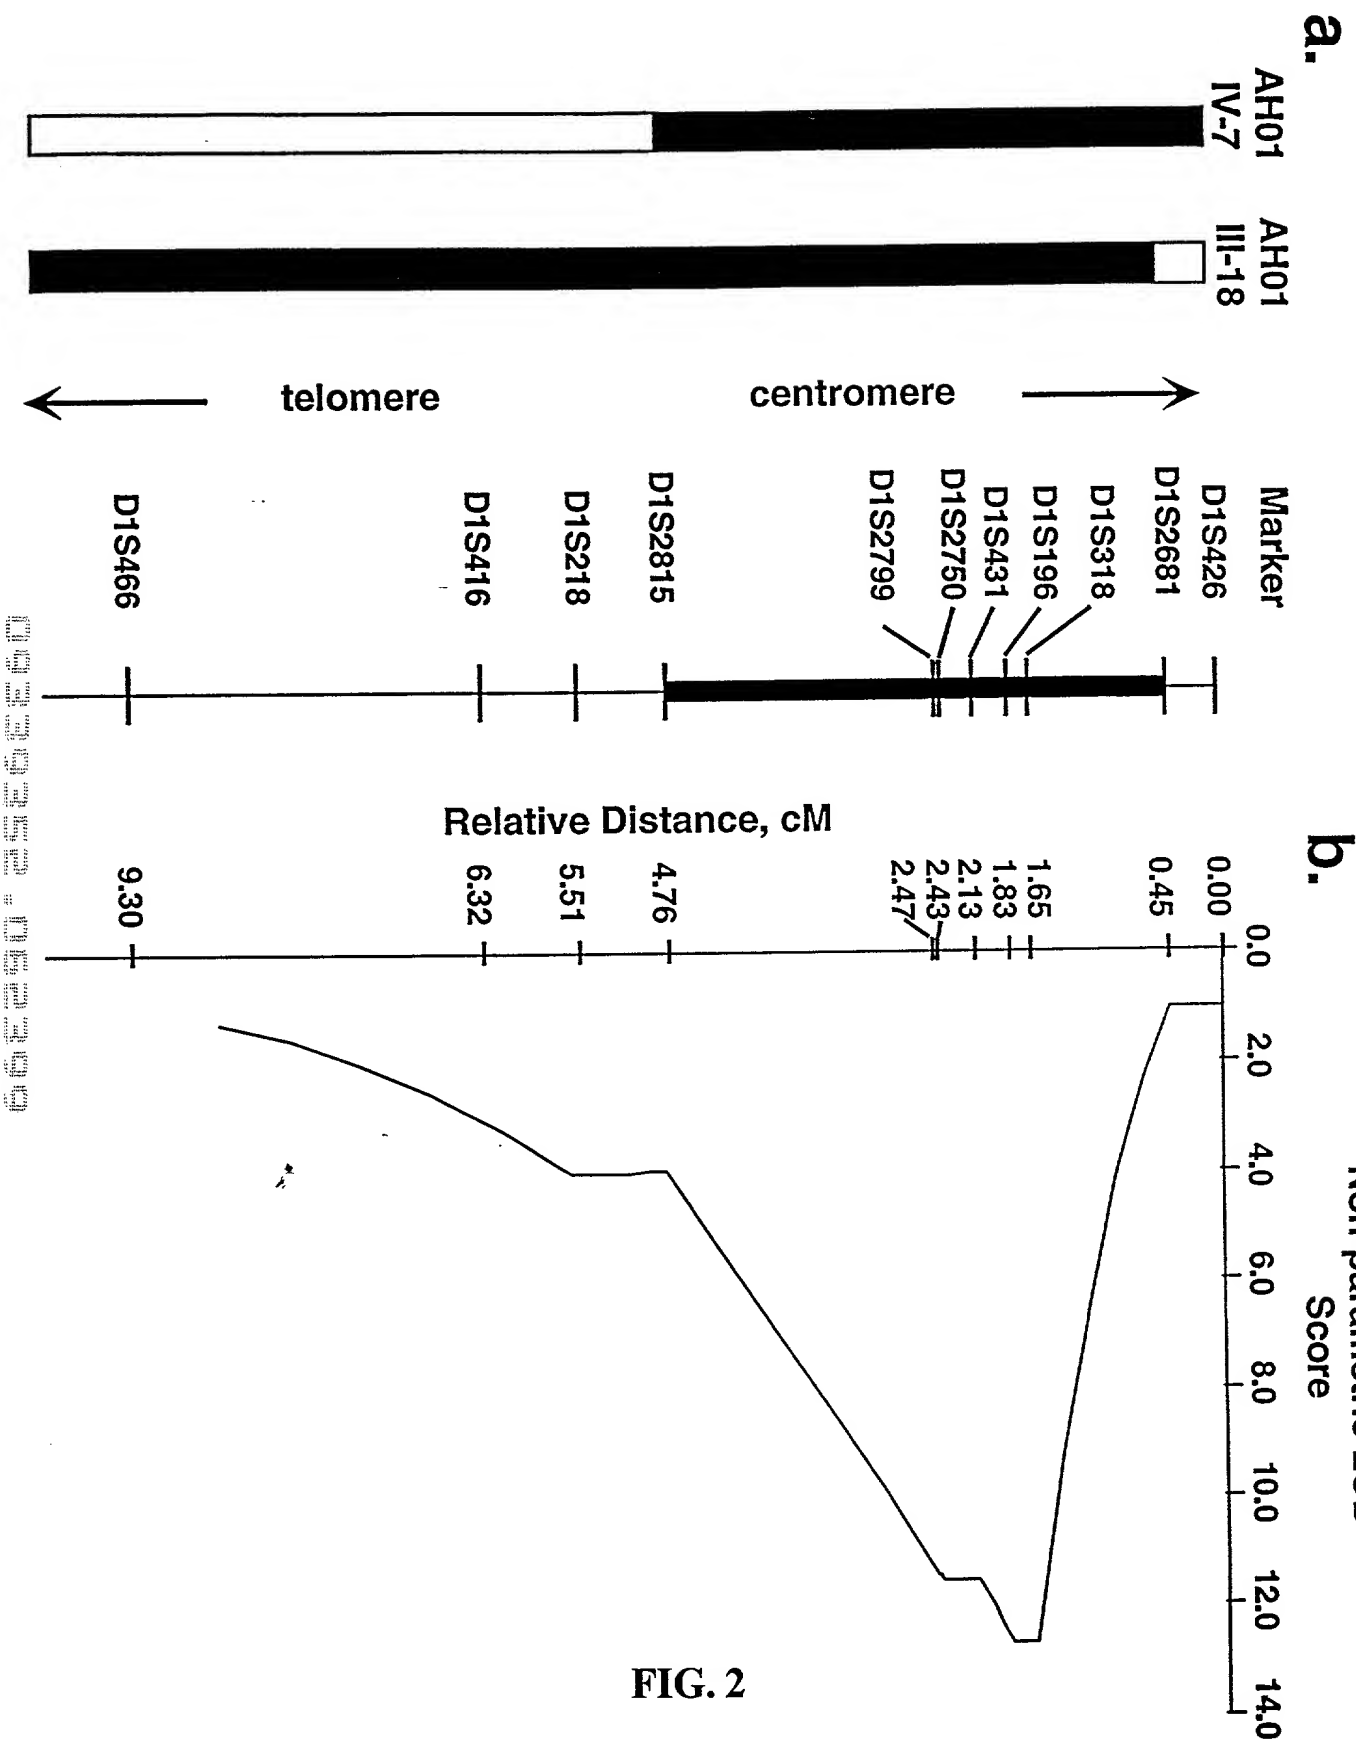 a.
AH01
IV-7
AH01
III-18
telomere
centromere
Marker
D1S426
D1S2681
D1S318
D1S196
D1S431
D1S2750
D1S2799
D1S2815
D1S218
D1S416
D1S466
b.
Score
0.0
2.0
4.0
6.0
8.0
10.0
12.0
14.0
Relative Distance, cM
0.00
0.45
1.65
1.83
2.13
2.43
2.47
4.76
5.51
6.32
9.30
FIG. 2